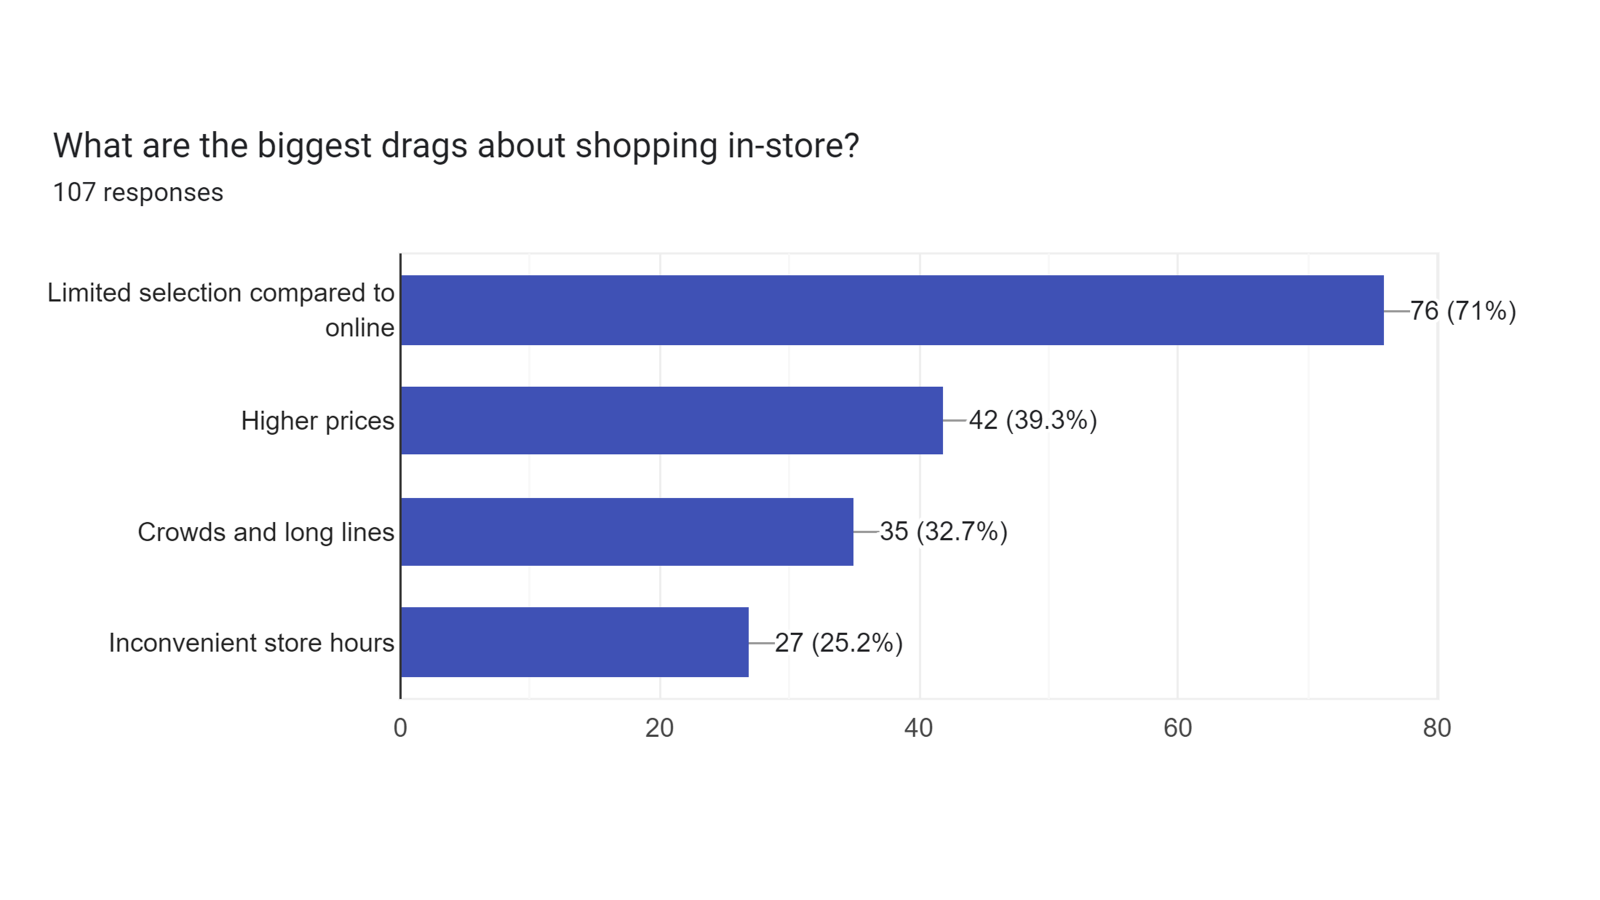 What are the biggest drags about shopping in-store?
107 responses
Limited selection compared to
online
76 (71%)
Higher prices
42 (39.3%)
Crowds and long lines
35 (32.7%)
Inconvenient store hours
27 (25.2%)
0
20
40
60
80